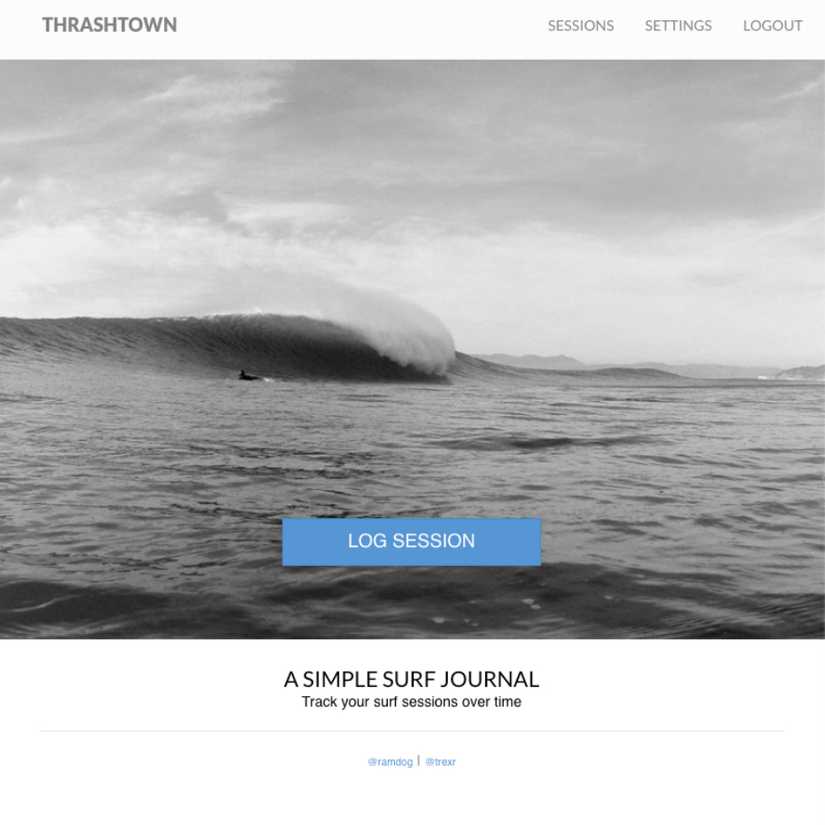 THRASHTOWN SESSIONS SETTINGS LOGOUT
LOG SESSION
A SIMPLE SURF JOURNAL
Track your surf sessions over time
@ramdog | @trexr